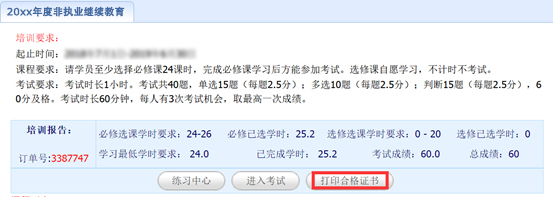 20xx年度非执业继续教育
培训要求：
起止时间：
课程要求：请学员至少选择必修课24课时，完成必修课学习后方能参加考试。选修课自愿学习，不计时不考试。
考试要求：考试时长1小时。考试共40题，单选15题（每题2.5分）；多选10题（每题2.5分）；判断15题（每题2.5分），60分及格。考试时长60分钟，每人有3次考试机会，取最高一次成绩。
培训报告： 必修选课学时要求：24-26 必修已选学时：25.2 选修选课学时要求：0 - 20 选修已选学时：0
订单号:3387747 学习最低学时要求： 24.0 已完成学时： 25.2 考试成绩：60.0 总成绩：60
练习中心 进入考试 打印合格证书